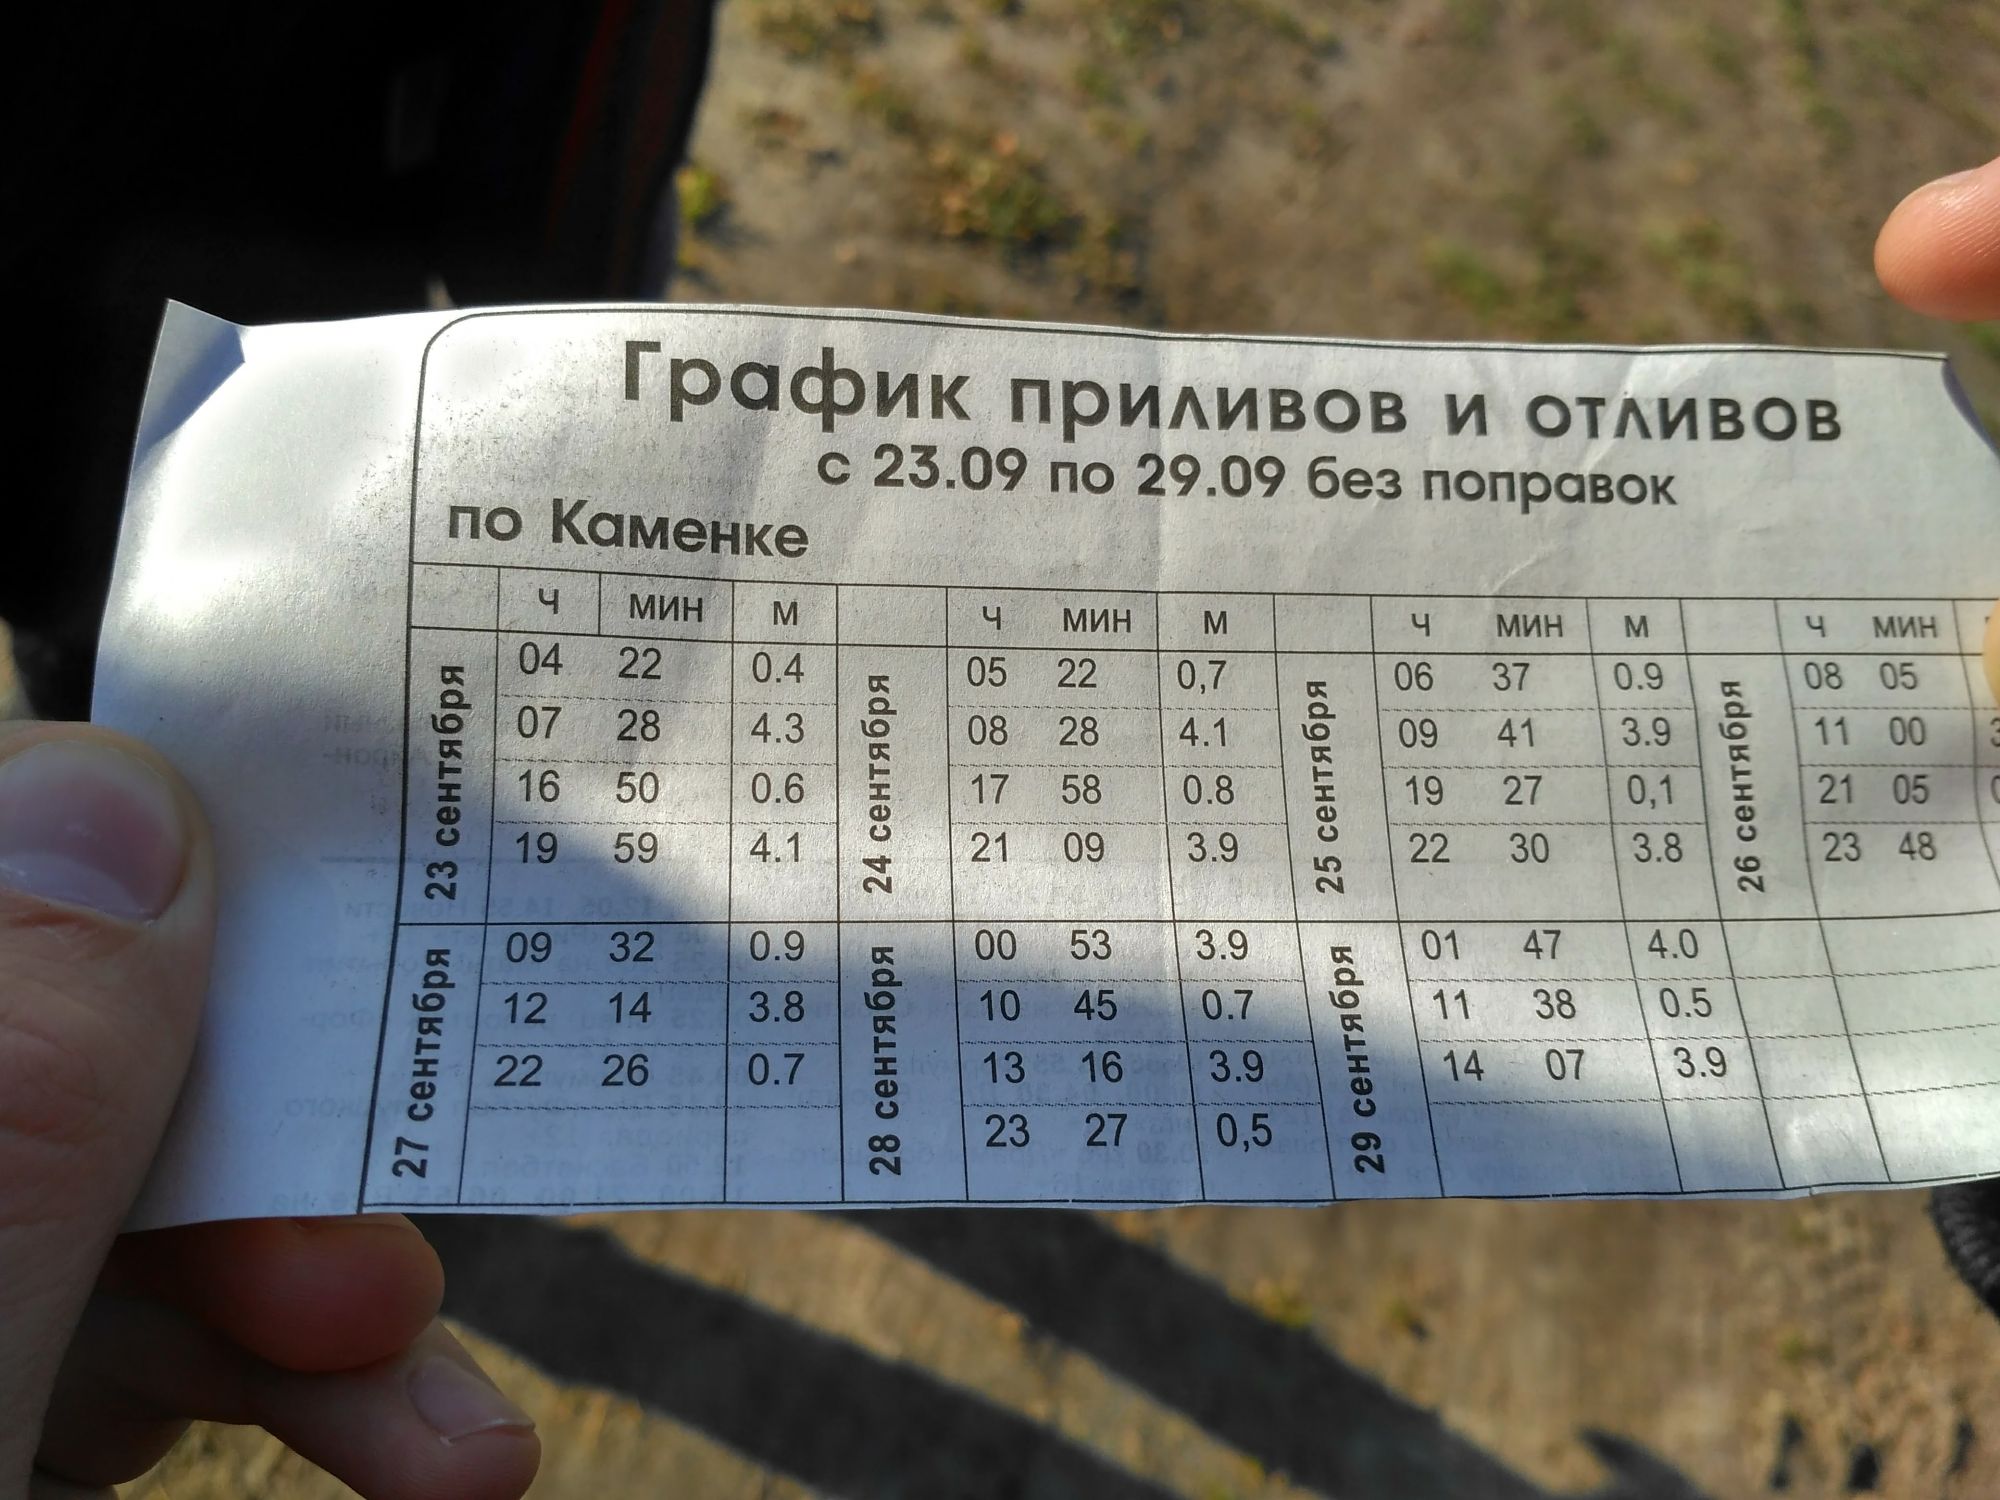 График приливов и отливов
с 23.09 по 29.09 без поправок
по Каменке
ч мин м ч мин м ч мин м ч мин
23 сентября 04 22 0.4 24 сентября 05 22 0,7 25 сентября 06 37 0.9 26 сентября 08 05
07 28 4.3 08 28 4.1 09 41 3.9 11 00
16 50 0.6 17 58 0.8 19 27 0,1 21 05
19 59 4.1 21 09 3.9 22 30 3.8 23 48
27 сентября 09 32 0.9 28 сентября 00 53 3.9 29 сентября 01 47 4.0
12 14 3.8 10 45 0.7 11 38 0.5
22 26 0.7 13 16 3.9 14 07 3.9
23 27 0,5